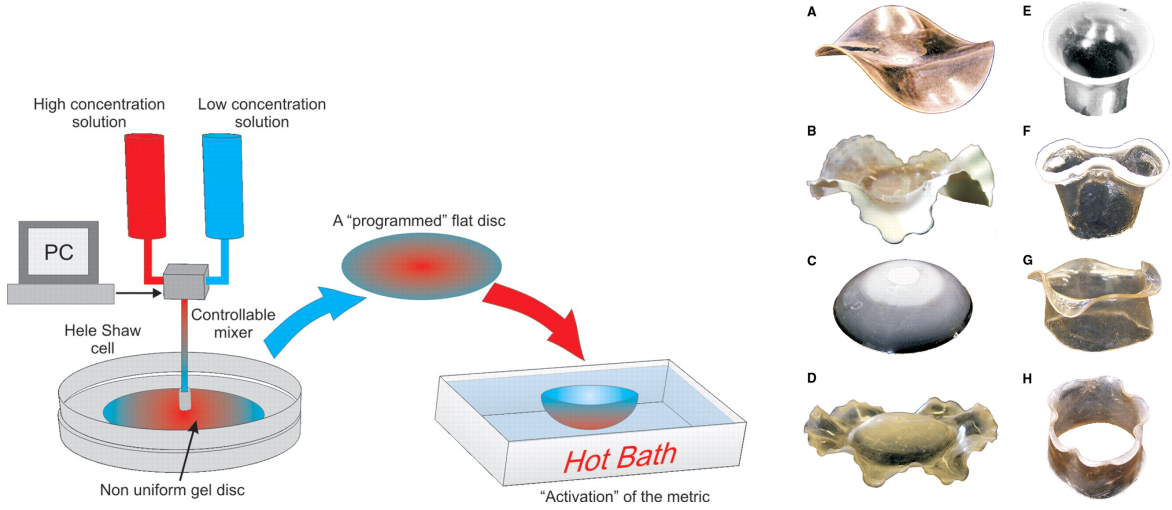 High concentration
solution
Low concentration
solution
PC
Controllable
mixer
Hele Shaw
cell
Non uniform gel disc
A “programmed” flat disc
Hot Bath
“Activation” of the metric
A
B
C
D
E
F
G
H